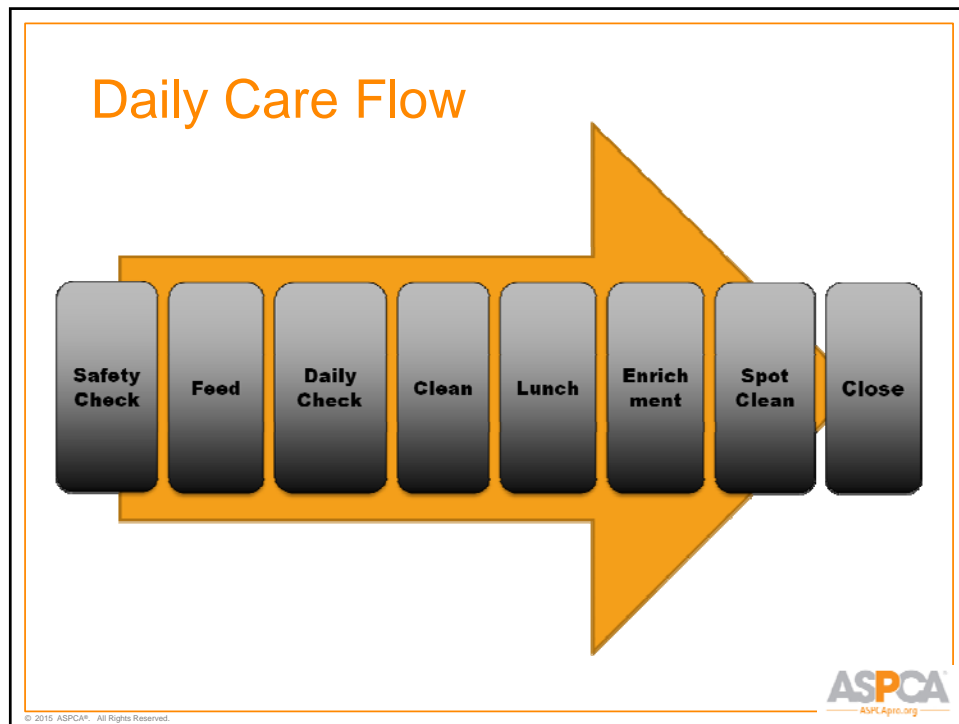 Daily Care Flow
Safety
Check
Feed
Daily
Check
Clean
Lunch
Enrich
ment
Spot
Clean
Close
ASPCA
ASPCApro.org
© 2015 ASPCA®. All Rights Reserved.